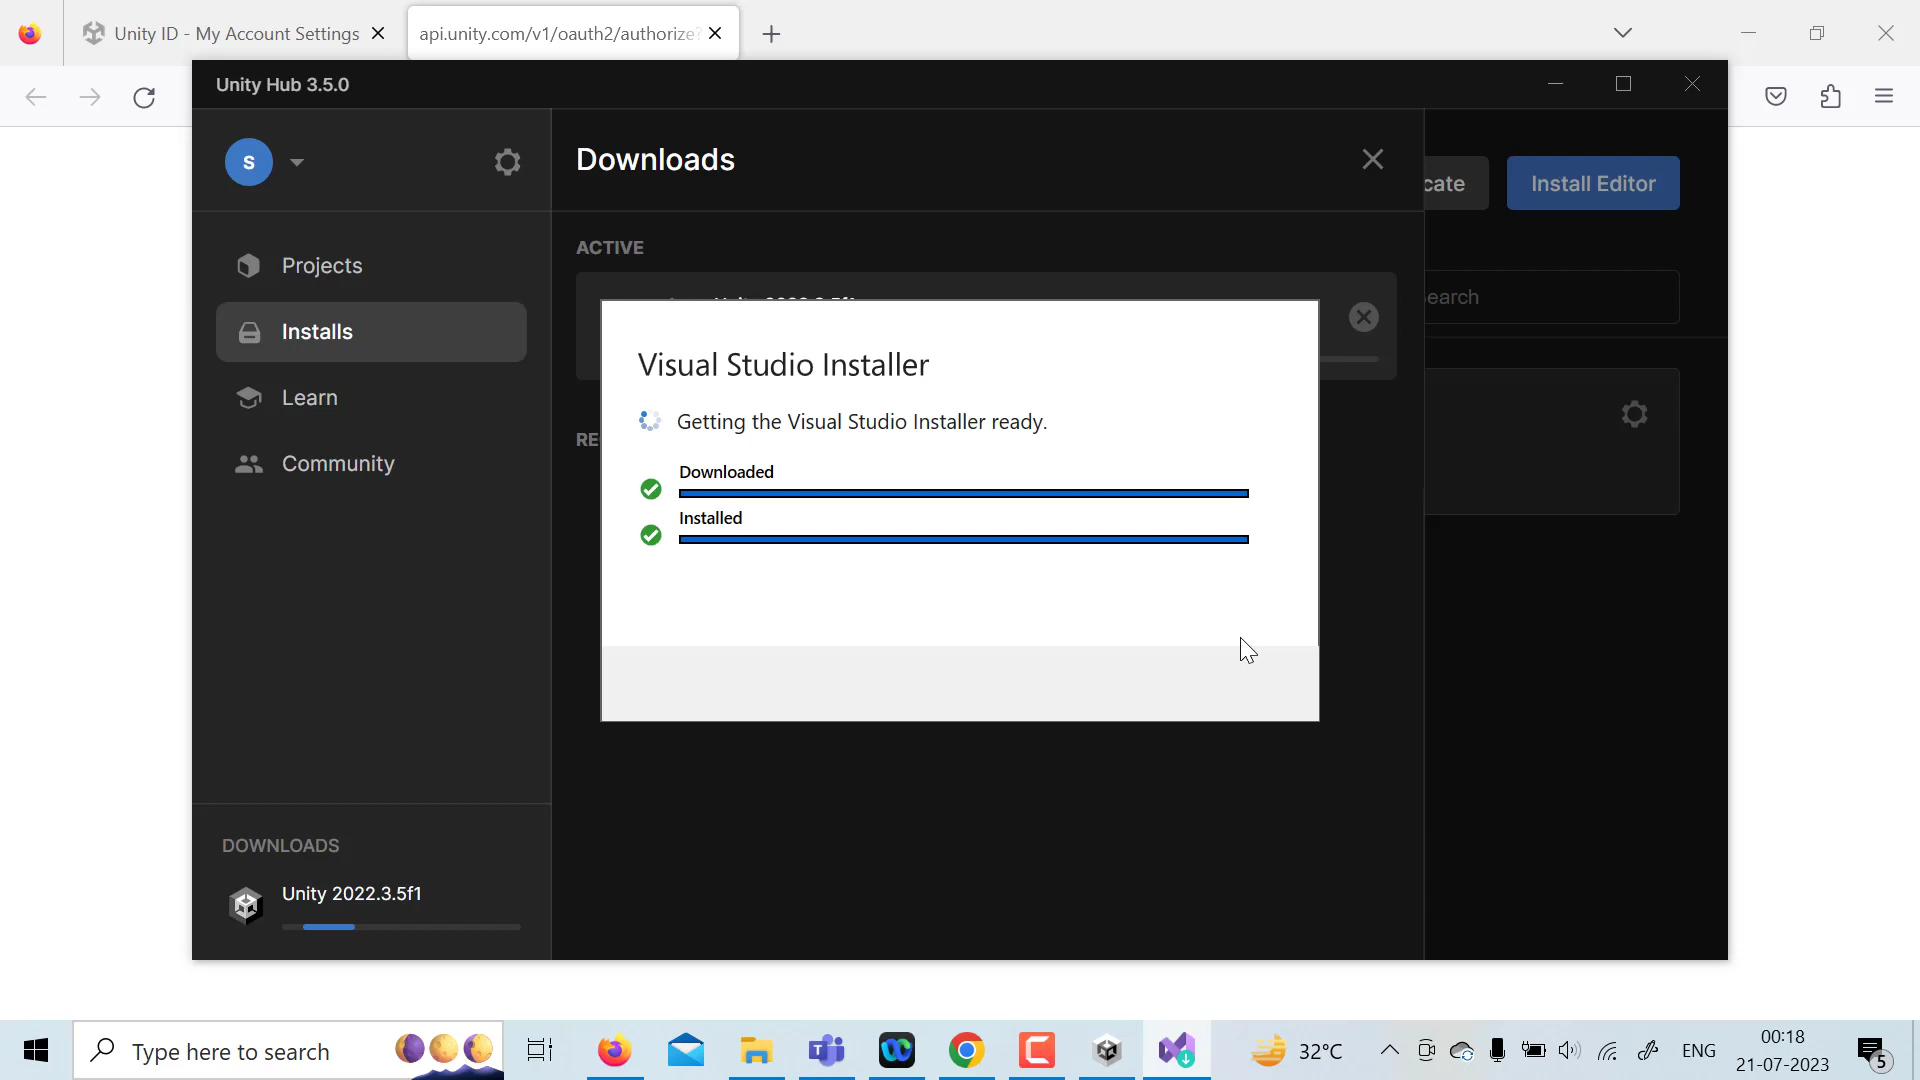 Unity ID - My Account Settings
api.unity.com/v1/oauth2/authorize?
Unity Hub 3.5.0
S
Downloads
cate
Install Editor
Projects
ACTIVE
Search
Installs
Visual Studio Installer
Learn
Getting the Visual Studio Installer ready.
RE
Community
Downloaded
Installed
DOWNLOADS
Unity 2022.3.5f1
Type here to search
32°C
ENG
00:18
21-07-2023
5